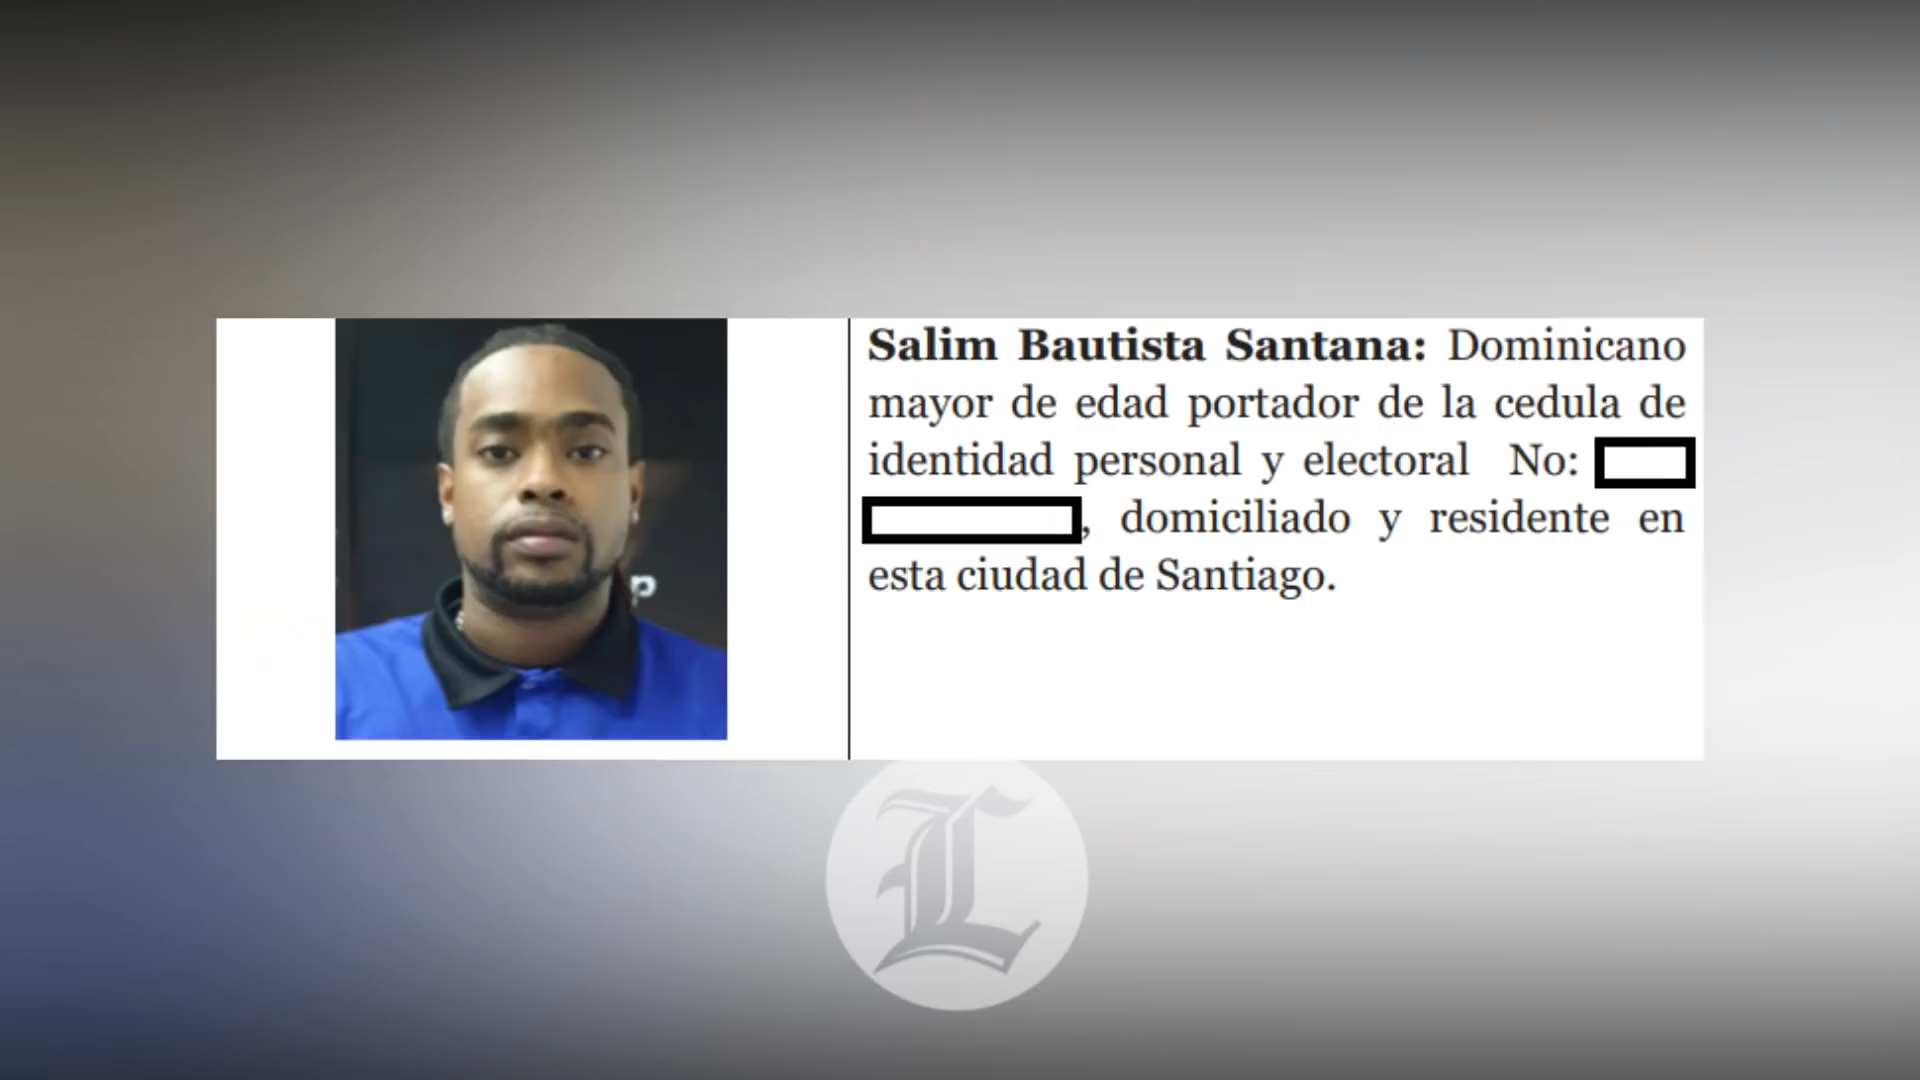 Salim Bautista Santana: Dominicano
mayor de edad portador de la cedula de
identidad personal y electoral No:
, domiciliado y residente en
esta ciudad de Santiago.
p
L